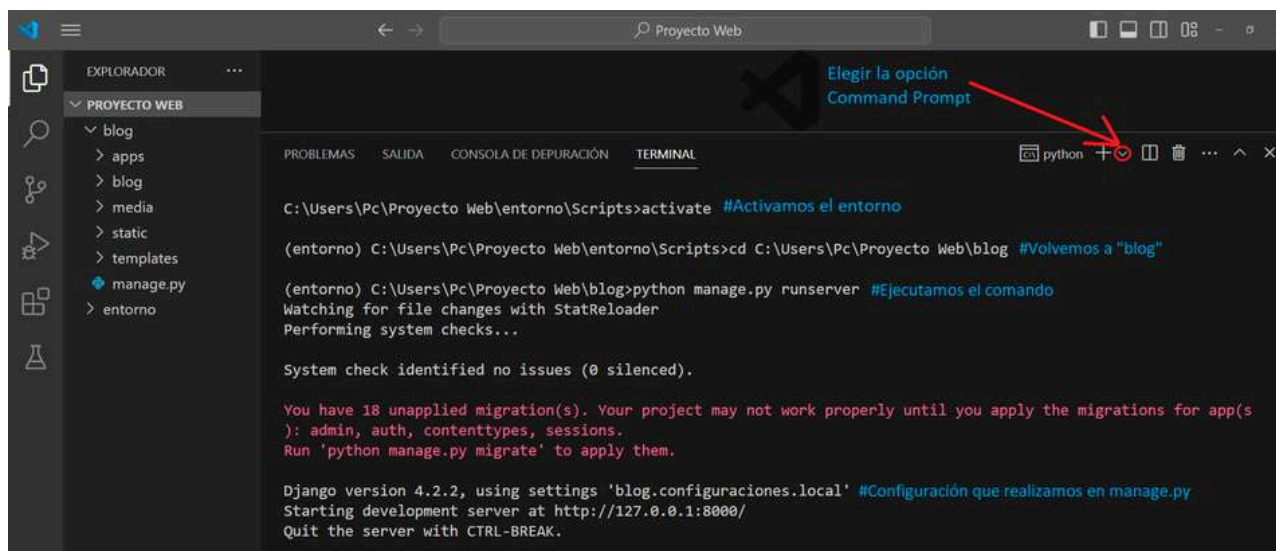 Proyecto Web
EXPLORADOR
PROYECTO WEB
blog
apps
blog
media
static
templates
manage.py
entorno
Elegir la opción
Command Prompt
PROBLEMAS SALIDA CONSOLA DE DEPURACIÓN TERMINAL
python
C:\Users\Pc\Proyecto Web\entorno\Scripts>activate #Activamos el entorno
(entorno) C:\Users\Pc\Proyecto Web\entorno\Scripts>cd C:\Users\Pc\Proyecto Web\blog #Volvemos a "blog"
(entorno) C:\Users\Pc\Proyecto Web\blog>python manage.py runserver #Ejecutamos el comando
Watching for file changes with StatReloader
Performing system checks...
System check identified no issues (0 silenced).
You have 18 unapplied migration(s). Your project may not work properly until you apply the migrations for app(s
): admin, auth, contenttypes, sessions.
Run 'python manage.py migrate' to apply them.
Django version 4.2.2, using settings 'blog.configuraciones.local' #Configuración que realizamos en manage.py
Starting development server at http://127.0.0.1:8000/
Quit the server with CTRL-BREAK.